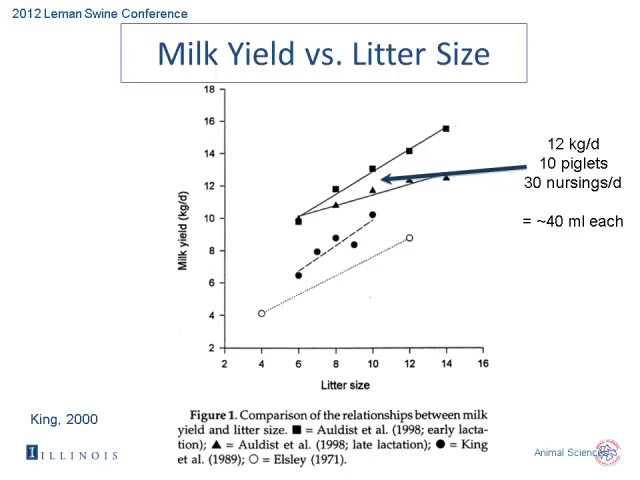 2012 Leman Swine Conference
Milk Yield vs. Litter Size
18
16
14
12
10
8
6
4
2
Milk yield (kg/d)
2 4 6 8 10 12 14 16
Litter size
12 kg/d
10 piglets
30 nursings/d
= ~40 ml each
Figure 1. Comparison of the relationships between milk
yield and litter size. ■ = Auldist et al. (1998; early lacta-
tion); ▲ = Auldist et al. (1998; late lactation); ● = King
et al. (1989); ○ = Elsley (1971).
King, 2000
I ILLINOIS
Animal Sciences